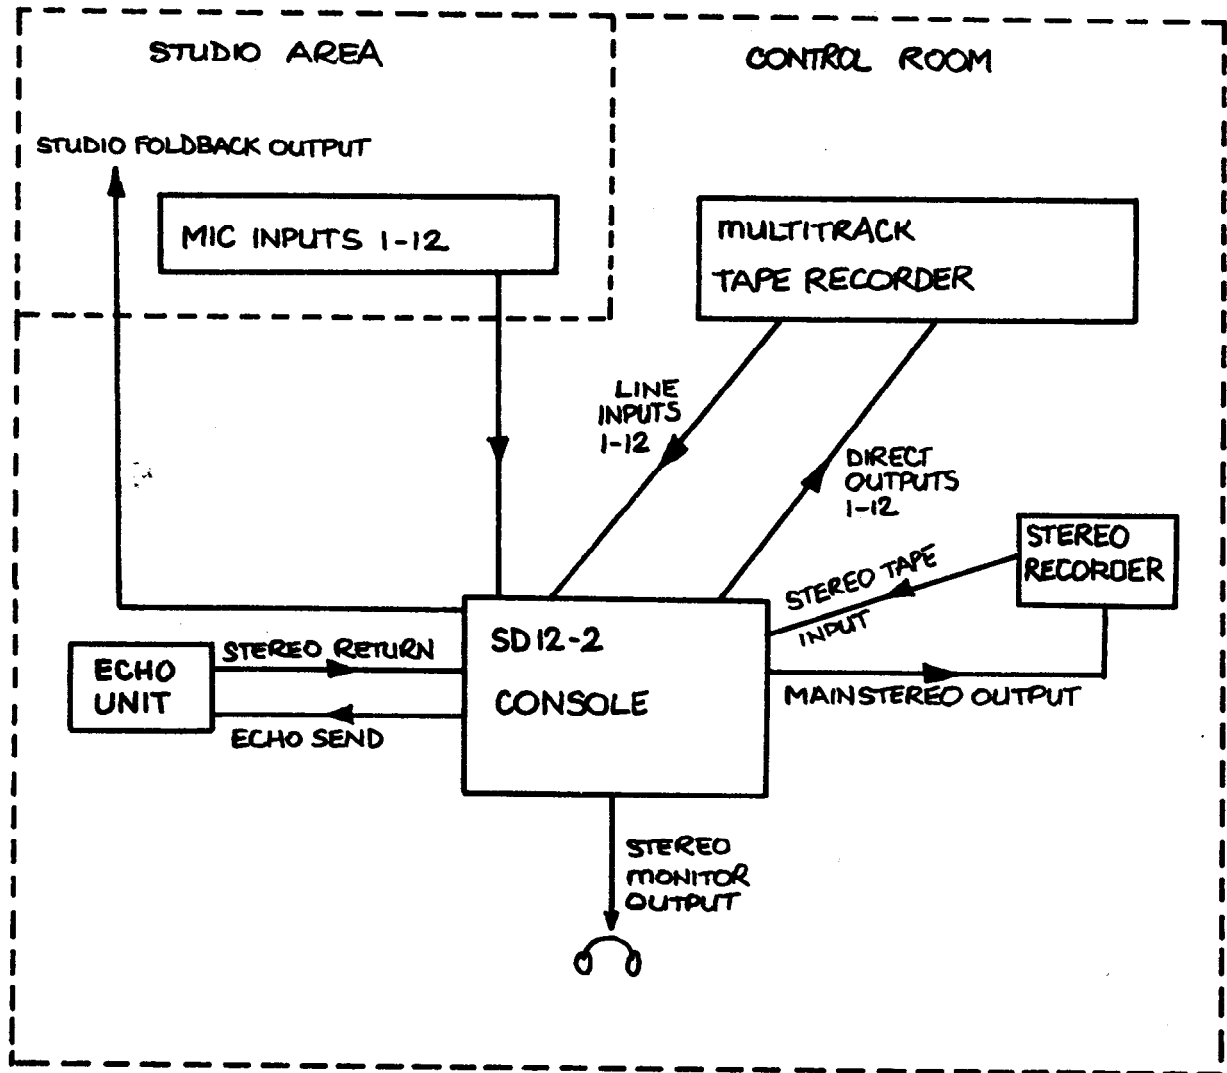 STUDIO AREA
CONTROL ROOM
STUDIO FOLDBACK OUTPUT
MIC INPUTS 1-12
MULTITRACK
TAPE RECORDER
LINE
INPUTS
1-12
DIRECT
OUTPUTS
1-12
STEREO
RECORDER
STEREO TAPE
INPUT
SD12-2
CONSOLE
STEREO RETURN
ECHO
UNIT
ECHO SEND
MAIN STEREO OUTPUT
STEREO
MONITOR
OUTPUT